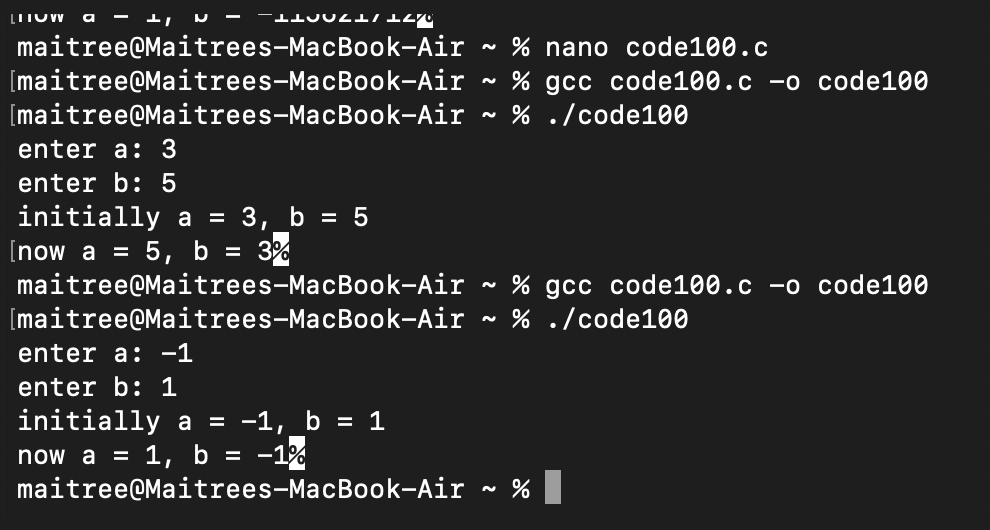 [now a = 1, b = -113821712%
maitree@Maitrees-MacBook-Air ~ % nano code100.c
[maitree@Maitrees-MacBook-Air ~ % gcc code100.c -o code100
[maitree@Maitrees-MacBook-Air ~ % ./code100
enter a: 3
enter b: 5
initially a = 3, b = 5
[now a = 5, b = 3%
maitree@Maitrees-MacBook-Air ~ % gcc code100.c -o code100
[maitree@Maitrees-MacBook-Air ~ % ./code100
enter a: -1
enter b: 1
initially a = -1, b = 1
now a = 1, b = -1%
maitree@Maitrees-MacBook-Air ~ %